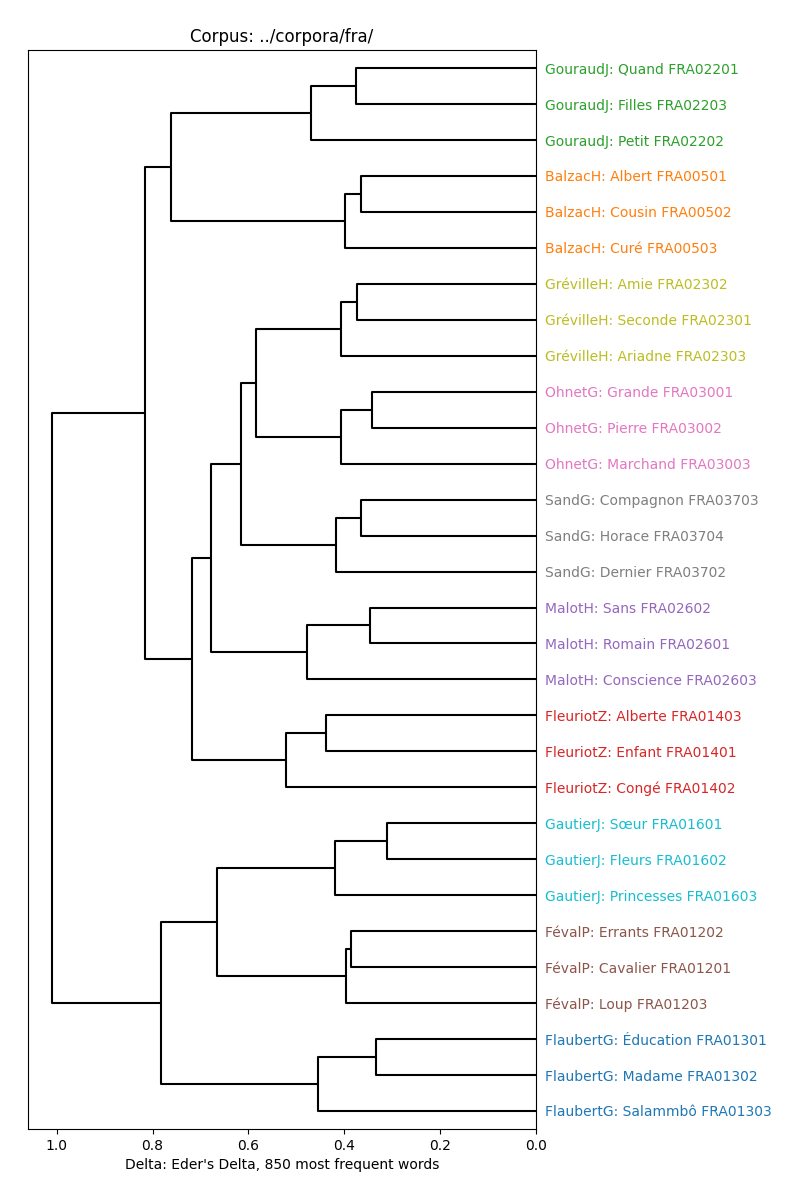 Corpus: ../corpora/fra/
GouraudJ: Quand FRA02201
GouraudJ: Filles FRA02203
GouraudJ: Petit FRA02202
BalzacH: Albert FRA00501
BalzacH: Cousin FRA00502
BalzacH: Curé FRA00503
GrévilleH: Amie FRA02302
GrévilleH: Seconde FRA02301
GrévilleH: Ariadne FRA02303
OhnetG: Grande FRA03001
OhnetG: Pierre FRA03002
OhnetG: Marchand FRA03003
SandG: Compagnon FRA03703
SandG: Horace FRA03704
SandG: Dernier FRA03702
MalotH: Sans FRA02602
MalotH: Romain FRA02601
MalotH: Conscience FRA02603
FleuriotZ: Alberte FRA01403
FleuriotZ: Enfant FRA01401
FleuriotZ: Congé FRA01402
GautierJ: Sœur FRA01601
GautierJ: Fleurs FRA01602
GautierJ: Princesses FRA01603
FévalP: Errants FRA01202
FévalP: Cavalier FRA01201
FévalP: Loup FRA01203
FlaubertG: Éducation FRA01301
FlaubertG: Madame FRA01302
FlaubertG: Salammbô FRA01303
1.0 0.8 0.6 0.4 0.2 0.0
Delta: Eder's Delta, 850 most frequent words